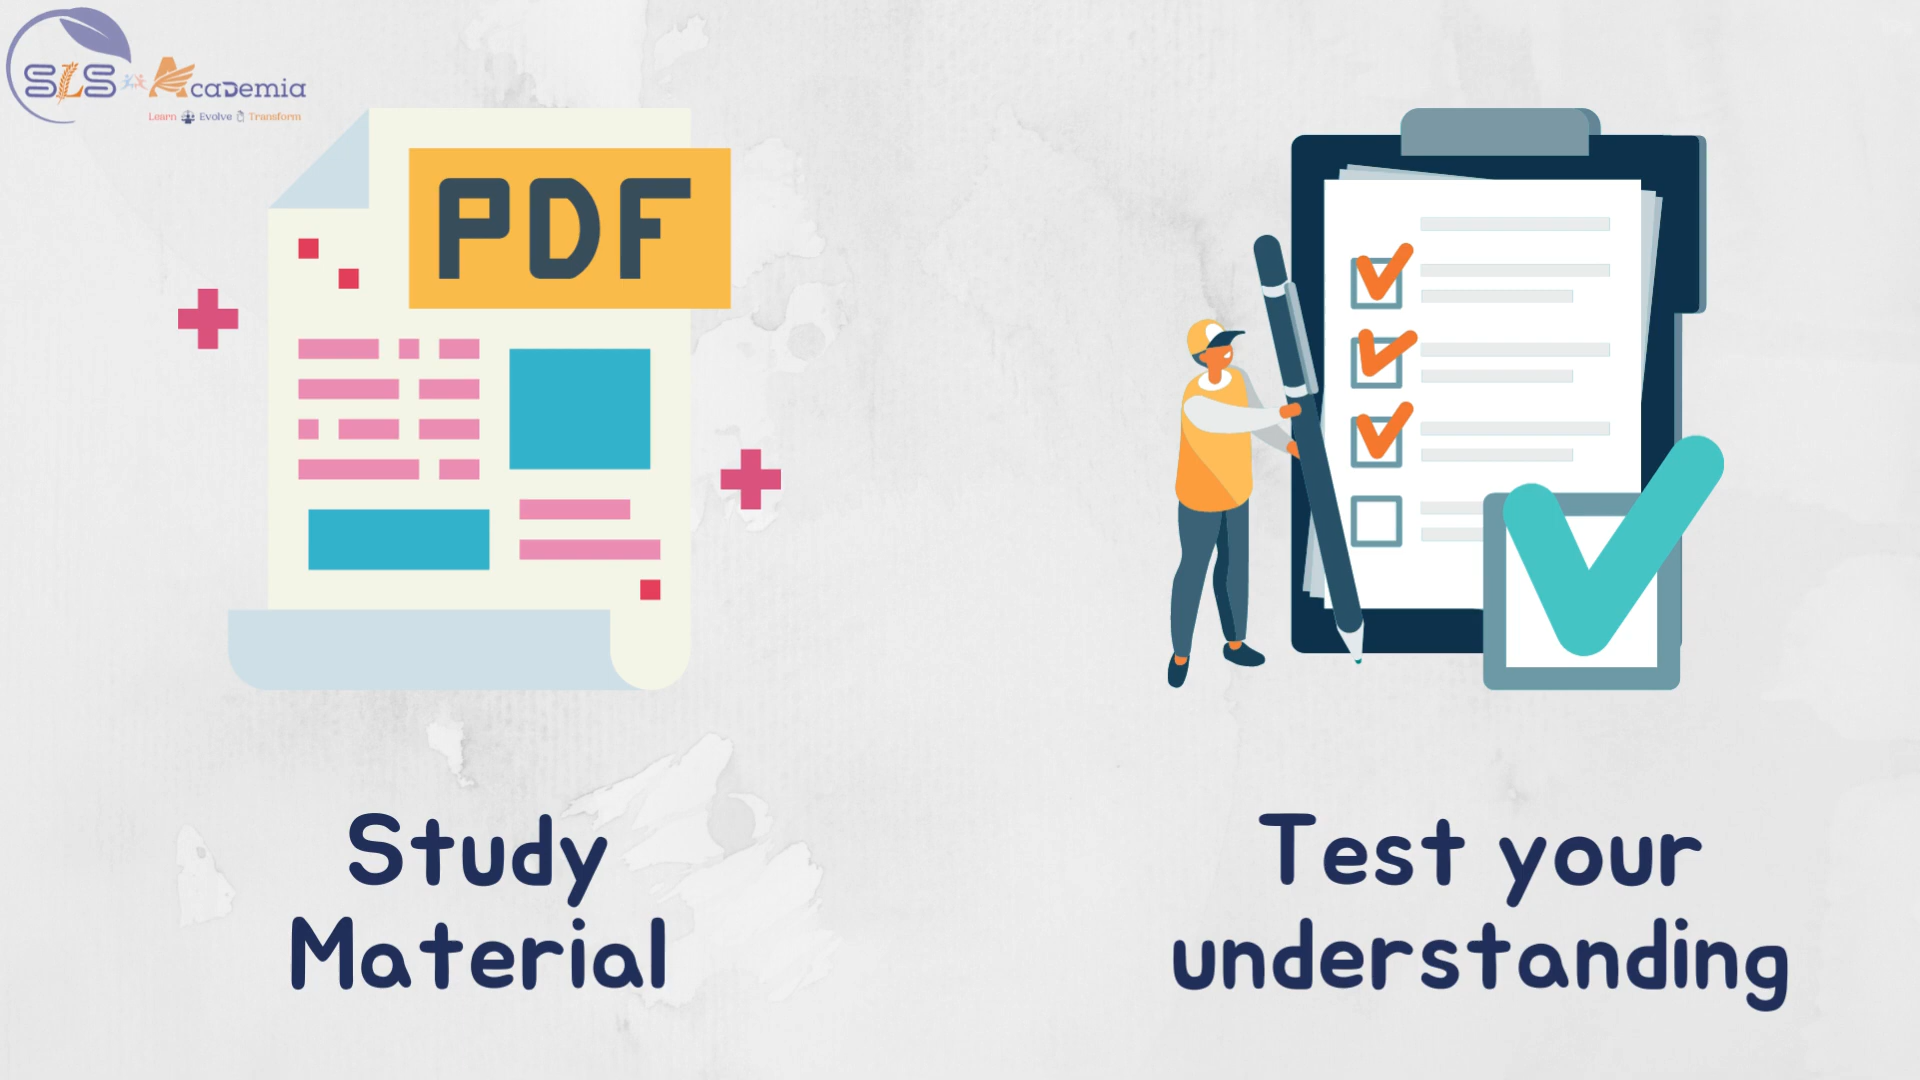 SLS AcaDemia
Learn Evolve Transform
PDF
Study
Material
Test your
understanding